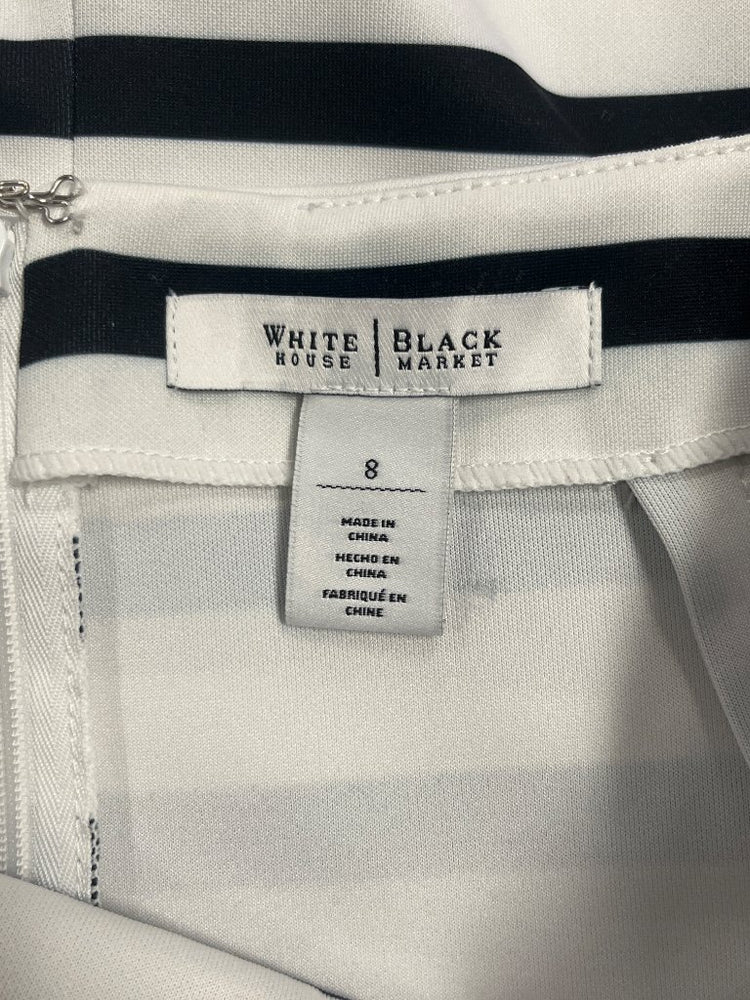 WHITE HOUSE | BLACK MARKET
8
MADE IN
CHINA
HECHO EN
CHINA
FABRIQUÉ EN
CHINE